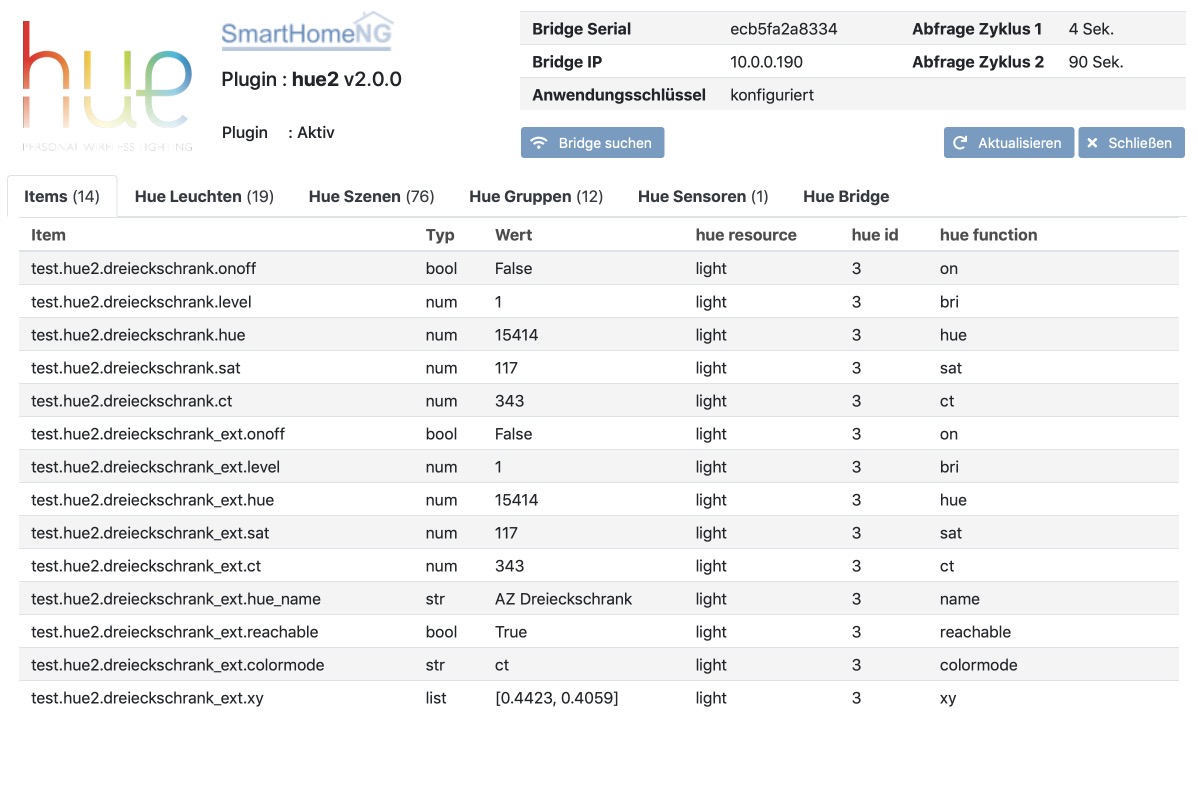 hue
PERSONAL WIRELESS LIGHTING
SmartHomeNG
Plugin : hue2 v2.0.0
Plugin : Aktiv
Bridge Serial ecb5fa2a8334 Abfrage Zyklus 1 4 Sek.
Bridge IP 10.0.0.190 Abfrage Zyklus 2 90 Sek.
Anwendungsschlüssel konfiguriert
Bridge suchen Aktualisieren Schließen
Items (14) Hue Leuchten (19) Hue Szenen (76) Hue Gruppen (12) Hue Sensoren (1) Hue Bridge
Item Typ Wert hue resource hue id hue function
test.hue2.dreieckschrank.onoff bool False light 3 on
test.hue2.dreieckschrank.level num 1 light 3 bri
test.hue2.dreieckschrank.hue num 15414 light 3 hue
test.hue2.dreieckschrank.sat num 117 light 3 sat
test.hue2.dreieckschrank.ct num 343 light 3 ct
test.hue2.dreieckschrank_ext.onoff bool False light 3 on
test.hue2.dreieckschrank_ext.level num 1 light 3 bri
test.hue2.dreieckschrank_ext.hue num 15414 light 3 hue
test.hue2.dreieckschrank_ext.sat num 117 light 3 sat
test.hue2.dreieckschrank_ext.ct num 343 light 3 ct
test.hue2.dreieckschrank_ext.hue_name str AZ Dreieckschrank light 3 name
test.hue2.dreieckschrank_ext.reachable bool True light 3 reachable
test.hue2.dreieckschrank_ext.colormode str ct light 3 colormode
test.hue2.dreieckschrank_ext.xy list [0.4423, 0.4059] light 3 xy